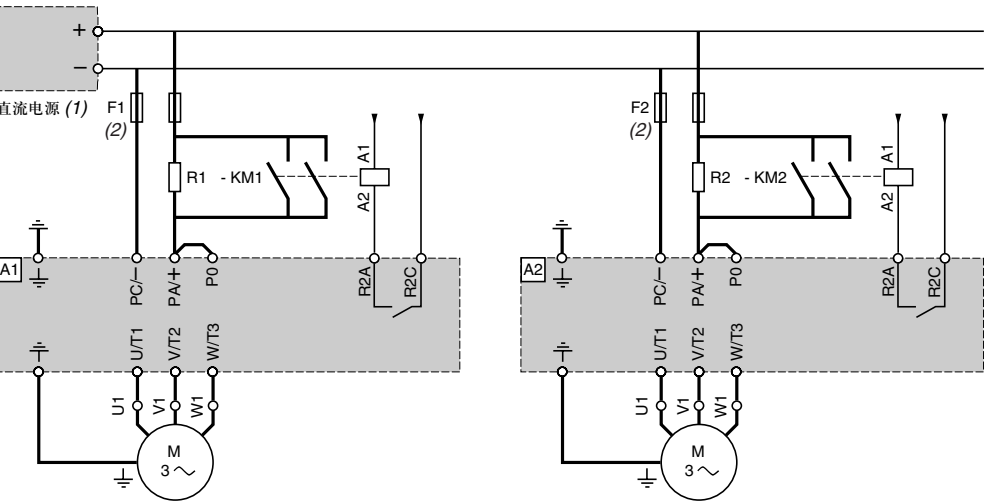 +
−
直流电源 (1)
F1
(2)
R1
- KM1
A1
A2
F2
(2)
R2
- KM2
A1
A2
A1
PC/−
PA/+
P0
R2A
R2C
A2
PC/−
PA/+
P0
R2A
R2C
U/T1
V/T2
W/T3
U/T1
V/T2
W/T3
U1
V1
W1
U1
V1
W1
M
3
M
3